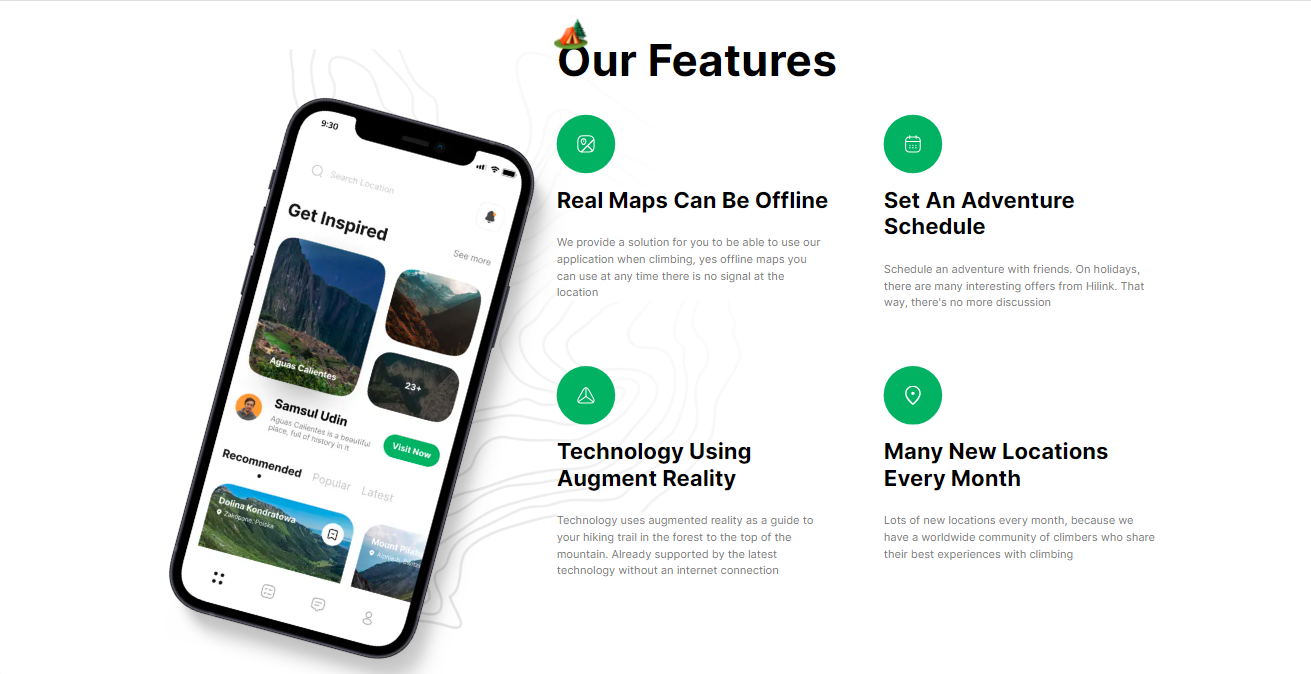 Our Features
9:30
Search Location
Get Inspired
See more
Aguas Calientes
23+
Samsul Udin
Aguas Calientes is a beautiful
place, full of history in it
Visit Now
Recommended
Popular
Latest
Dolina Kondratowa
Zakopane, Polska
Mount Pilat
Real Maps Can Be Offline
We provide a solution for you to be able to use our
application when climbing, yes offline maps you
can use at any time there is no signal at the
location
Set An Adventure
Schedule
Schedule an adventure with friends. On holidays,
there are many interesting offers from Hilink. That
way, there's no more discussion
Technology Using
Augment Reality
Technology uses augmented reality as a guide to
your hiking trail in the forest to the top of the
mountain. Already supported by the latest
technology without an internet connection
Many New Locations
Every Month
Lots of new locations every month, because we
have a worldwide community of climbers who share
their best experiences with climbing